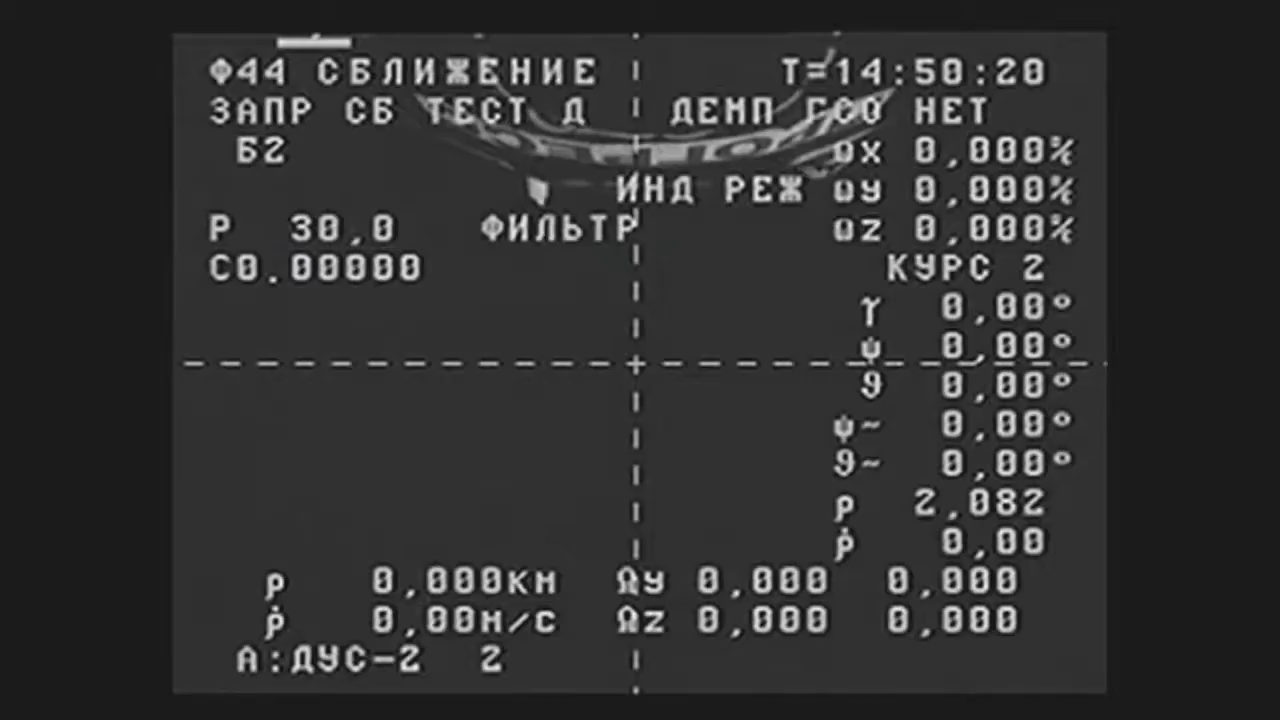 Ф44 СБЛИЖЕНИЕ Т=14:50:20
ЗАПР СБ ТЕСТ Д ДЕМП ГСО НЕТ
Б2 ωx 0,000%
ИНД РЕЖ ωy 0,000%
Р 30,0 ФИЛЬТР ωz 0,000%
С0.00000 КУРС 2
γ 0,00°
ψ 0,00°
ϑ 0,00°
ψ~ 0,00°
ϑ~ 0,00°
ρ 2,082
ρ̇ 0,00
ρ 0,000км Ωy 0,000 0,000
ρ̇ 0,00м/с Ωz 0,000 0,000
А:ДУС-2 2